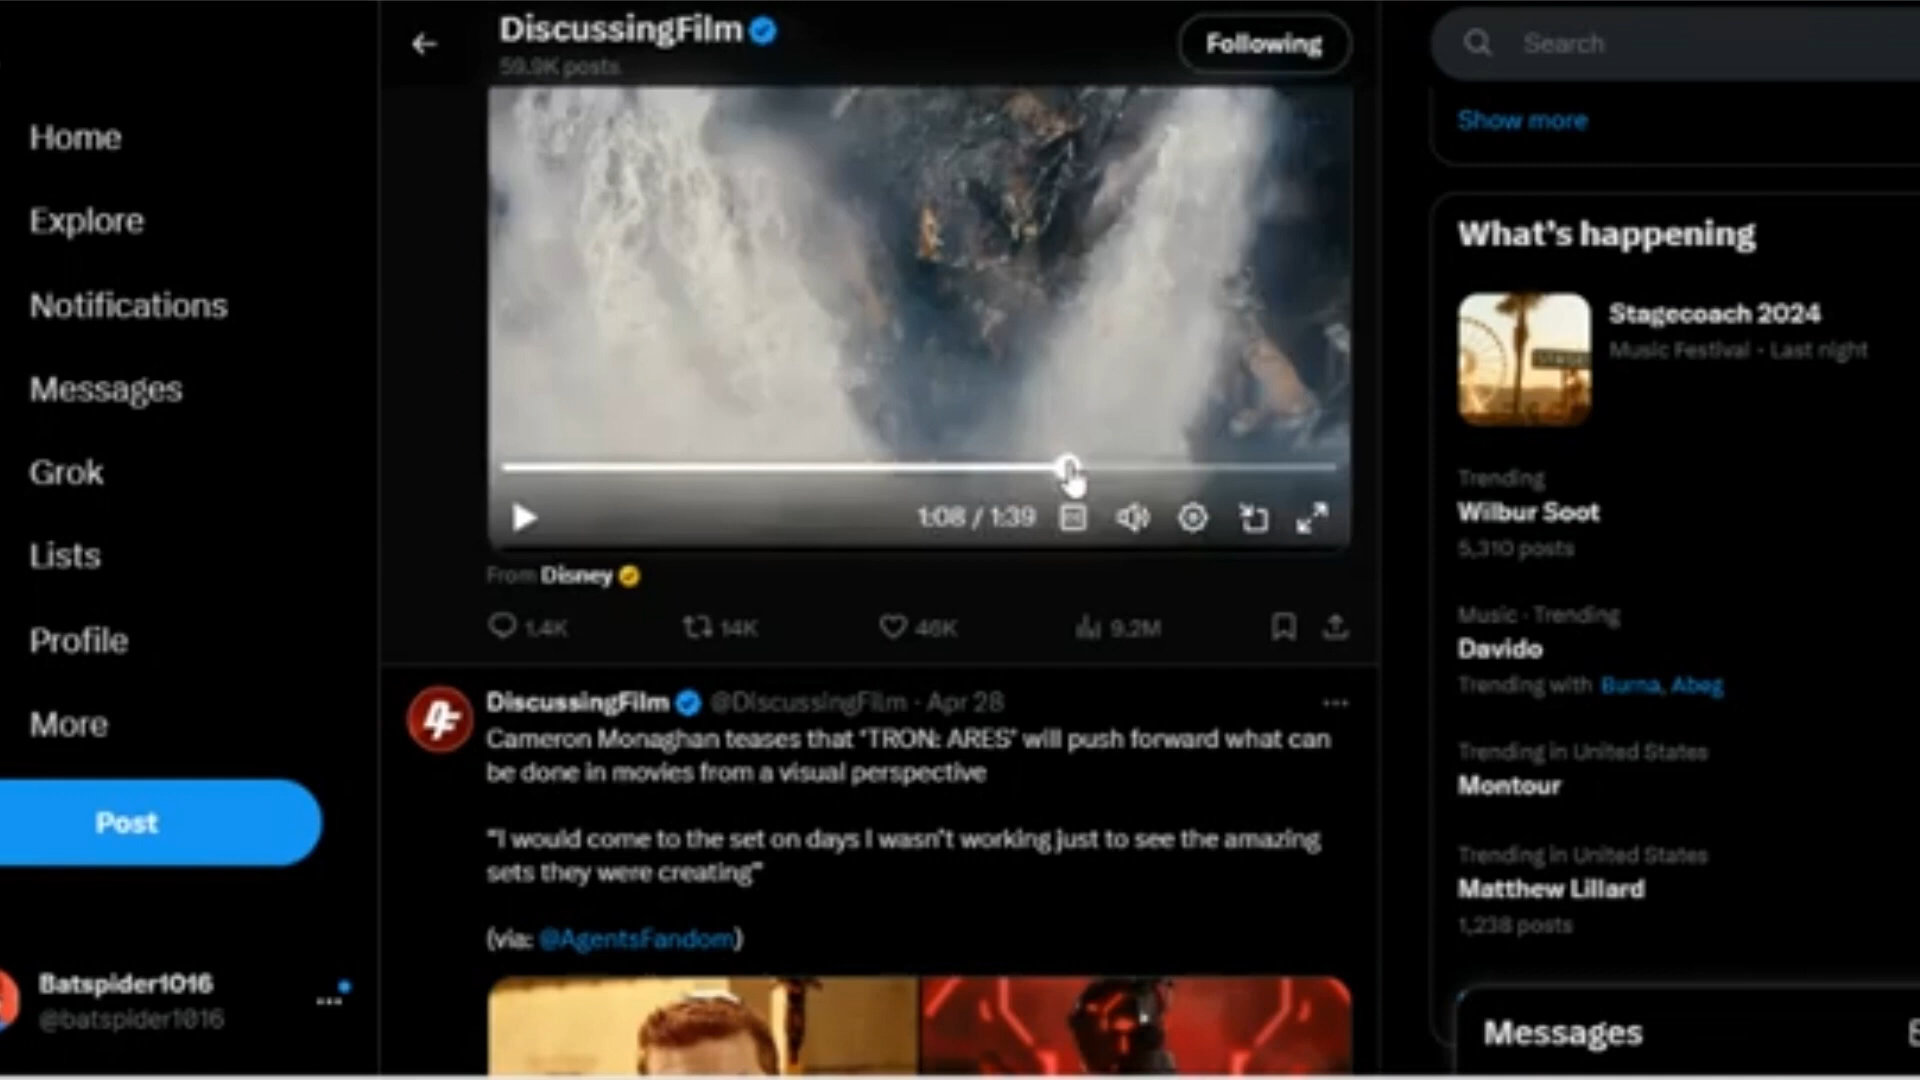 DiscussingFilm
59.9K posts
Following
Search
Home
Explore
Notifications
Messages
Grok
Lists
Profile
More
Post
Batspider1016
@batspider1016
1:08 / 1:39
From Disney
1.4K 14K 46K 9.2M
DiscussingFilm @DiscussingFilm · Apr 28
Cameron Monaghan teases that ‘TRON: ARES’ will push forward what can
be done in movies from a visual perspective
“I would come to the set on days I wasn’t working just to see the amazing
sets they were creating”
(via: @AgentsFandom)
Show more
What’s happening
Stagecoach 2024
Music Festival · Last night
Trending
Wilbur Soot
5,310 posts
Music · Trending
Davido
Trending with Burna, Abeg
Trending in United States
Montour
Trending in United States
Matthew Lillard
1,238 posts
Messages